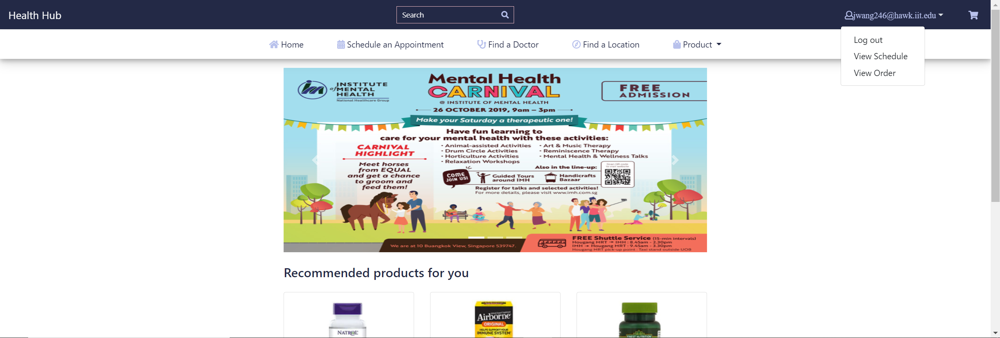 Health Hub
Search
jwang246@hawk.iit.edu
Log out
View Schedule
View Order
Home
Schedule an Appointment
Find a Doctor
Find a Location
Product
INSTITUTE
of MENTAL
HEALTH
National Healthcare Group
Mental Health
CARNIVAL
@ INSTITUTE OF MENTAL HEALTH
26 OCTOBER 2019, 9am – 3pm
Make your Saturday a therapeutic one!
FREE
ADMISSION
Have fun learning to
care for your mental health with these activities:
CARNIVAL
HIGHLIGHT
Meet horses
from EQUAL
and get a chance
to groom and
feed them!
• Animal-assisted Activities
• Drum Circle Activities
• Horticulture Activities
• Relaxation Workshops
• Art & Music Therapy
• Reminiscence Therapy
• Mental Health & Wellness Talks
Also in the line-up:
COME
JOIN US!
Guided Tours
around IMH
Handicrafts
Bazaar
Scan QR code
to visit website
Register for talks and selected activities!
For more details, please visit www.imh.com.sg
We are at 10 Buangkok View, Singapore 539747.
FREE Shuttle Service (15-min intervals)
Hougang MRT → IMH : 8.45am - 2.30pm
IMH → Hougang MRT : 9.45am - 3.30pm
Hougang MRT pick-up point : Taxi stand outside UOB
Recommended products for you
NATROL
Airborne
ORIGINAL
HELPS SUPPORT YOUR
IMMUNE SYSTEM
FINEST NUTRITION